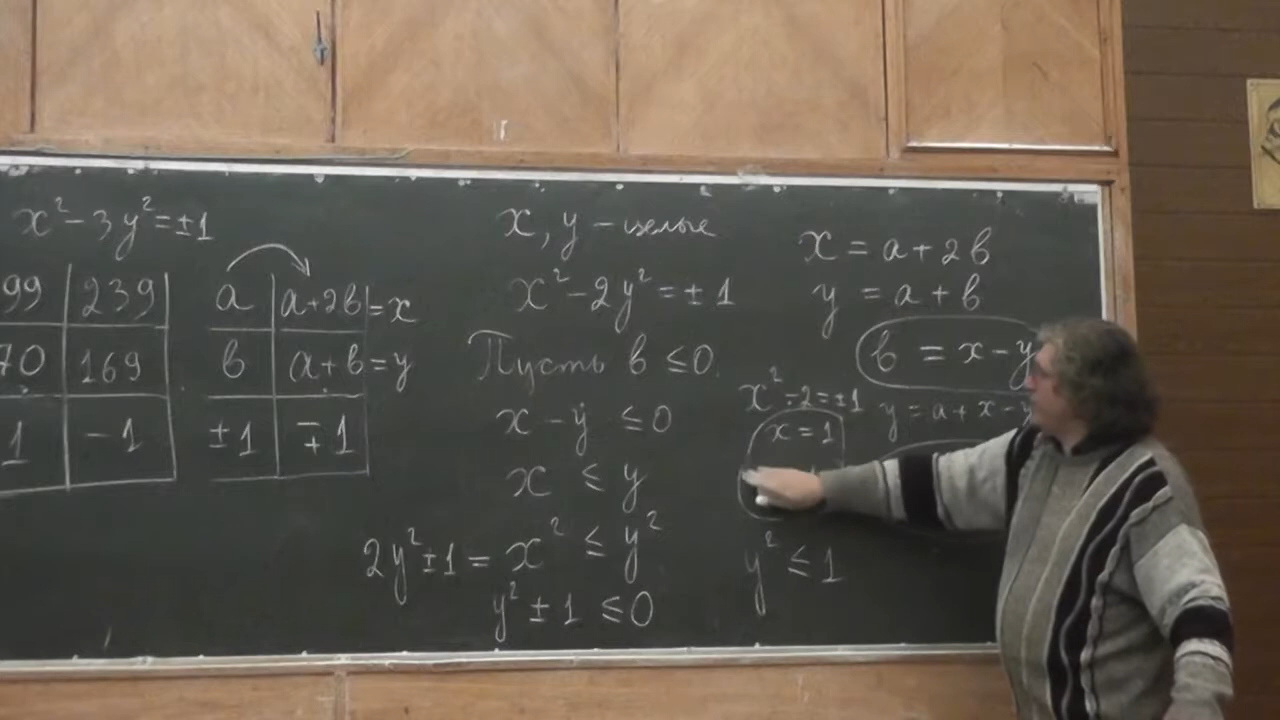 x² - 3y² = ±1
99 | 239
70 | 169
1 | -1
a | a+2b = x
b | a+b = y
±1 | ∓1
x, y - целые
x² - 2y² = ±1
Пусть b ≤ 0.
x - y ≤ 0
x ≤ y
2y² ± 1 = x² ≤ y²
y² ± 1 ≤ 0
x² - 2 = ±1
x = 1
y² ≤ 1
x = a + 2b
y = a + b
b = x - y
y = a + x - y